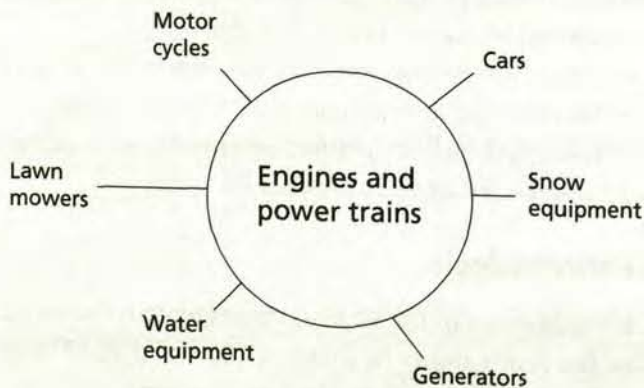 Motor
cycles
Cars
Lawn
mowers
Engines and
power trains
Snow
equipment
Water
equipment
Generators